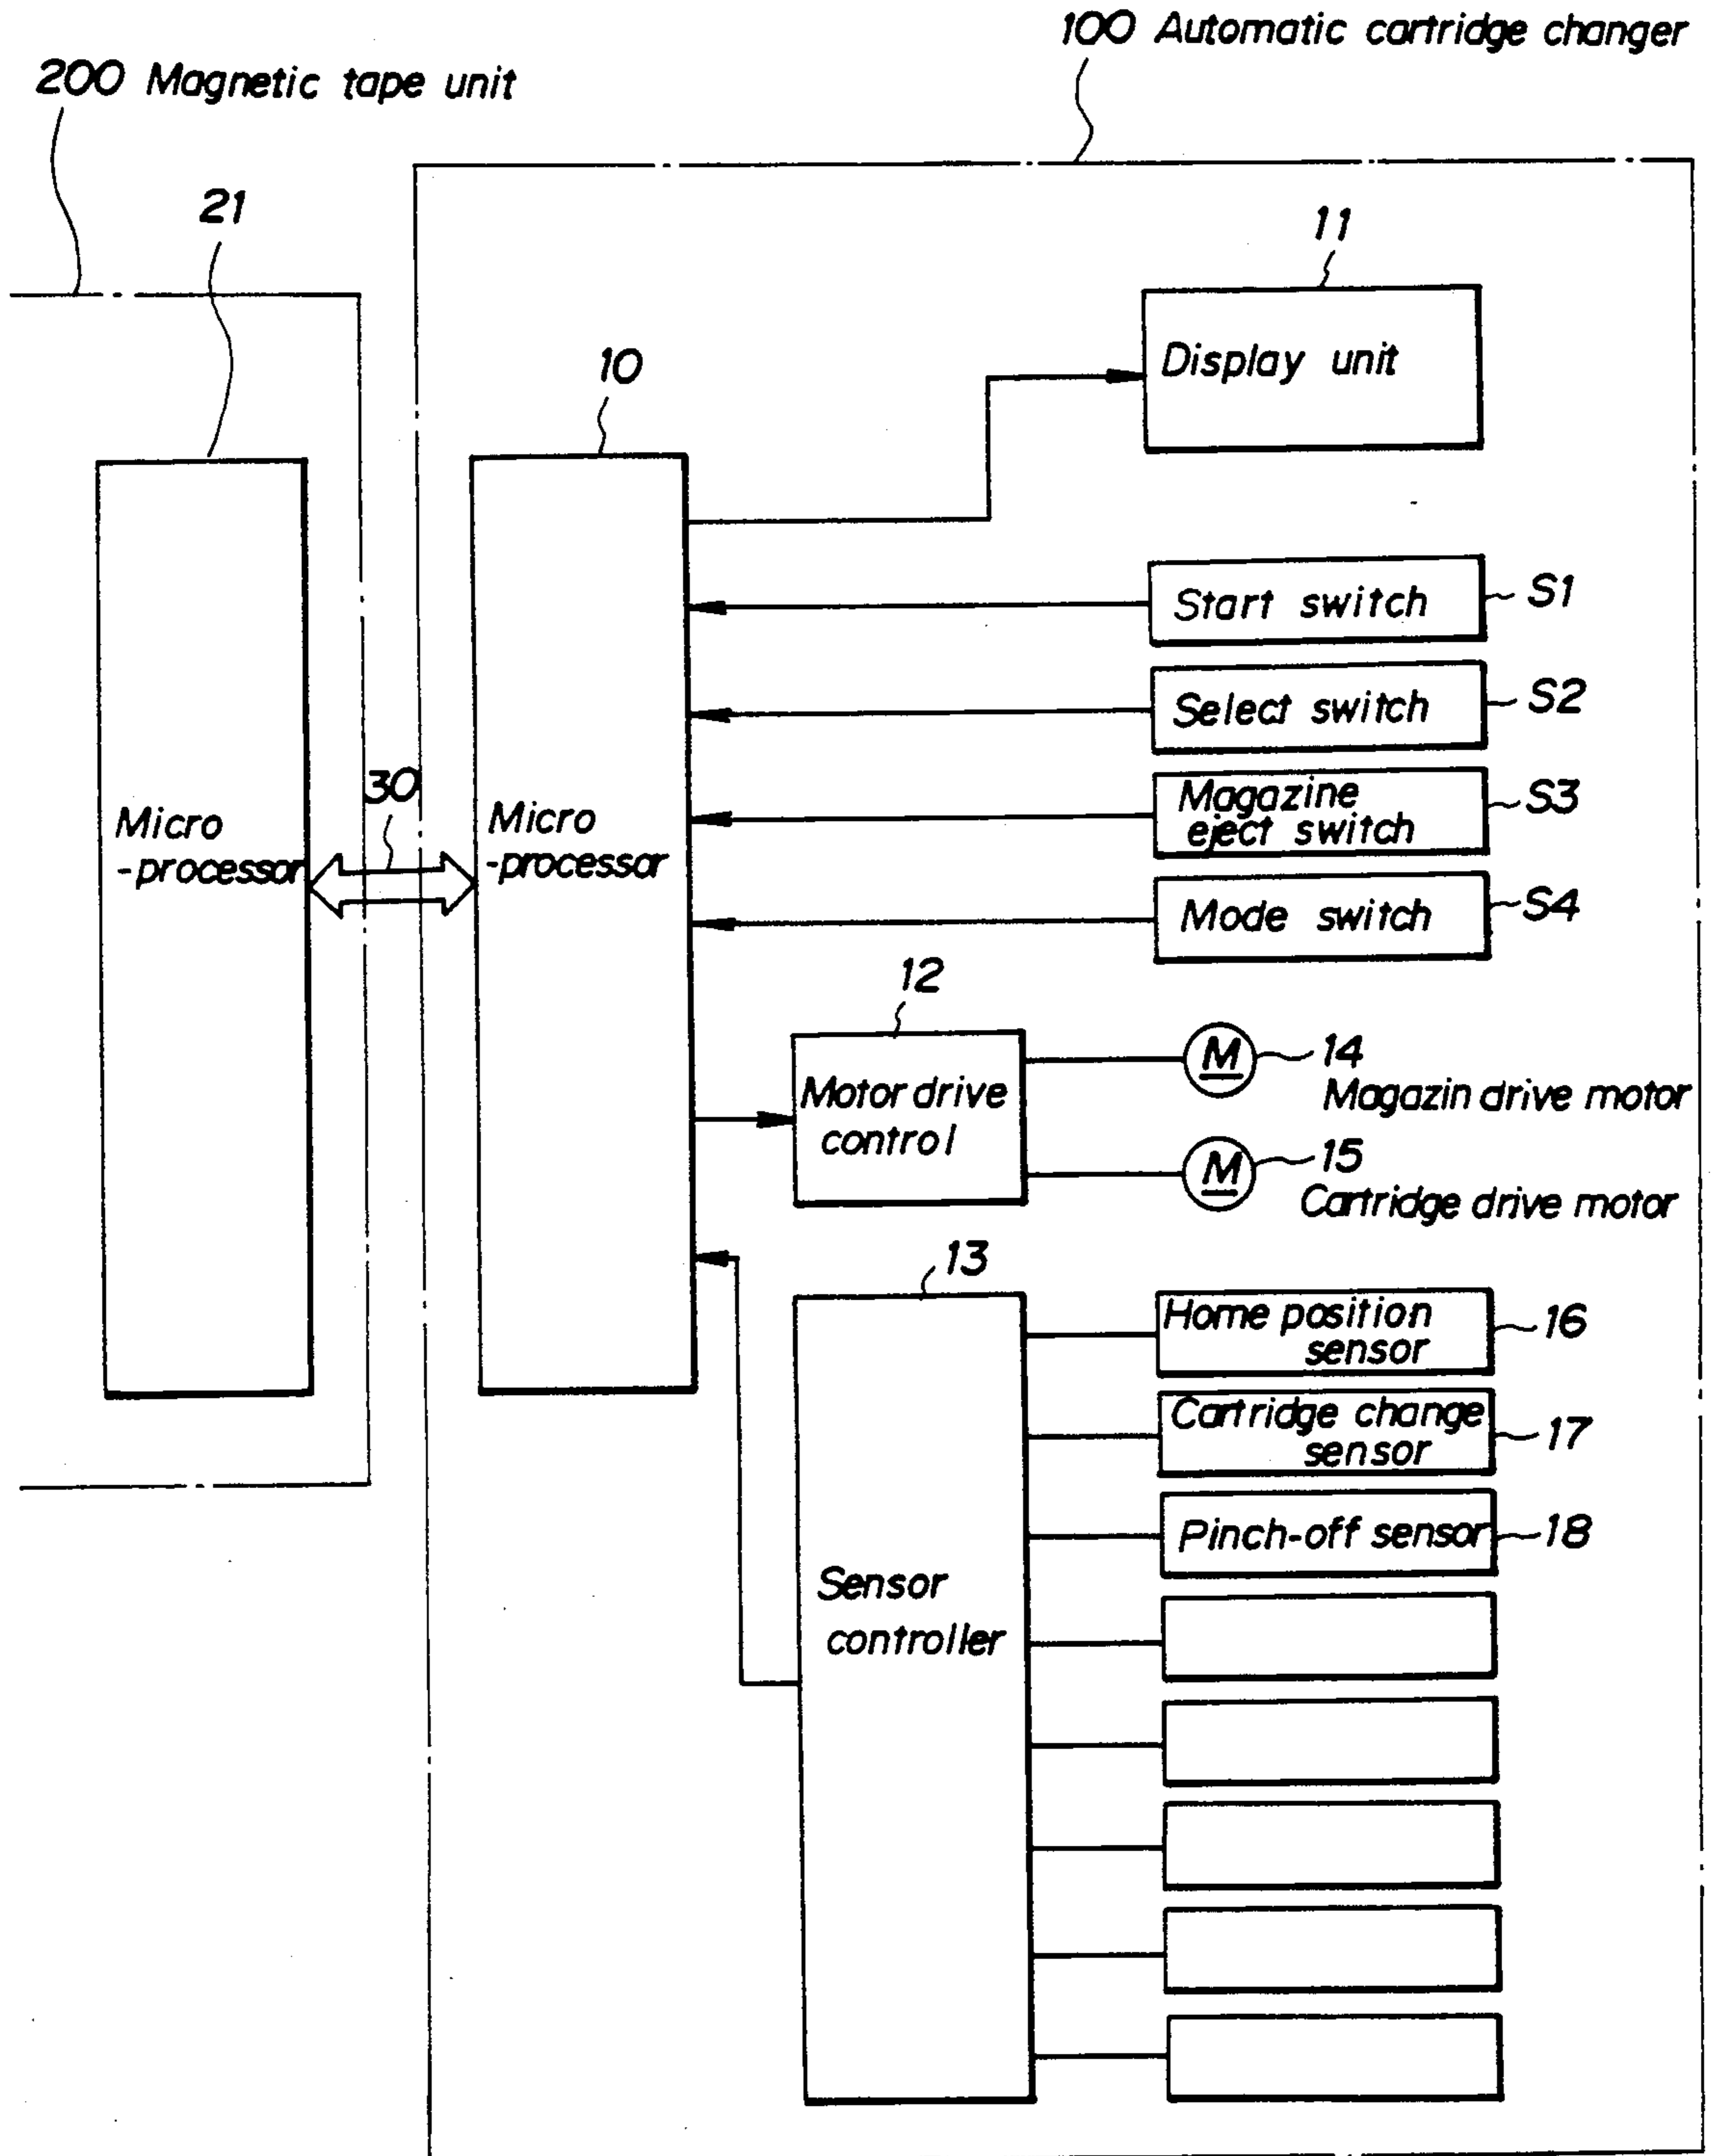 100 Automatic cartridge changer
200 Magnetic tape unit
21
11
Display unit
10
Start switch S1
Select switch S2
30
Magazine
eject switch
S3
Micro
-processor
Micro
-processor
Mode switch S4
12
Motor drive
control
M 14
Magazin drive motor
M 15
Cartridge drive motor
13
Home position
sensor
16
Cartridge change
sensor
17
Pinch-off sensor 18
Sensor
controller